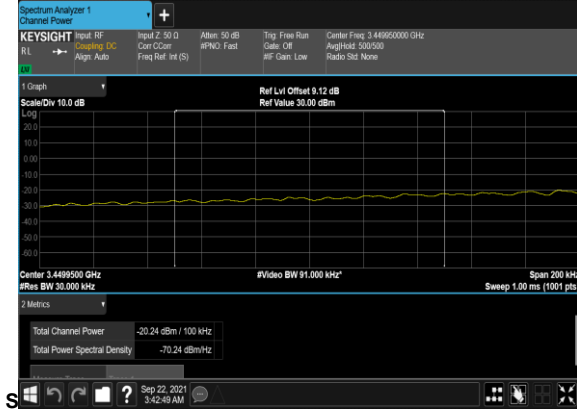 Spectrum Analyzer 1
Channel Power
KEYSIGHT
RL
Input: RF
Coupling: DC
Align: Auto
Input Z: 50 Ω
Corr CCorr
Freq Ref: Int (S)
Atten: 50 dB
#PNO: Fast
Trig: Free Run
Gate: Off
#IF Gain: Low
Center Freq: 3.449950000 GHz
Avg|Hold: 500/500
Radio Std: None
1 Graph
Scale/Div 10.0 dB
Ref Lvl Offset 9.12 dB
Ref Value 30.00 dBm
Log
20.0
10.0
0.00
-10.0
-20.0
-30.0
-40.0
-50.0
-60.0
Center 3.4499500 GHz
#Res BW 30.000 kHz
#Video BW 91.000 kHz*
Span 200 kHz
Sweep 1.00 ms (1001 pts
2 Metrics
Total Channel Power -20.24 dBm / 100 kHz
Total Power Spectral Density -70.24 dBm/Hz
S
?
Sep 22, 2021
3:42:49 AM